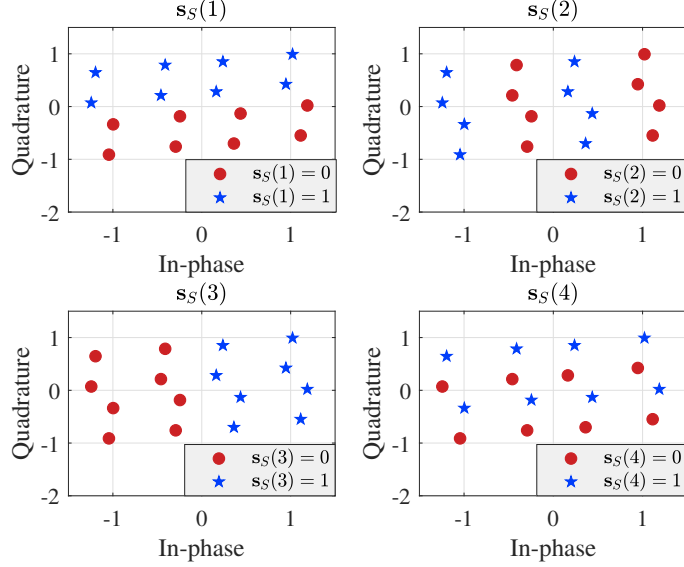 s_S(1)
s_S(2)
Quadrature
1
0
-1
-2
s_S(1) = 0
s_S(1) = 1
-1 0 1
In-phase
Quadrature
1
0
-1
-2
s_S(2) = 0
s_S(2) = 1
-1 0 1
In-phase
s_S(3)
s_S(4)
Quadrature
1
0
-1
-2
s_S(3) = 0
s_S(3) = 1
-1 0 1
In-phase
Quadrature
1
0
-1
-2
s_S(4) = 0
s_S(4) = 1
-1 0 1
In-phase